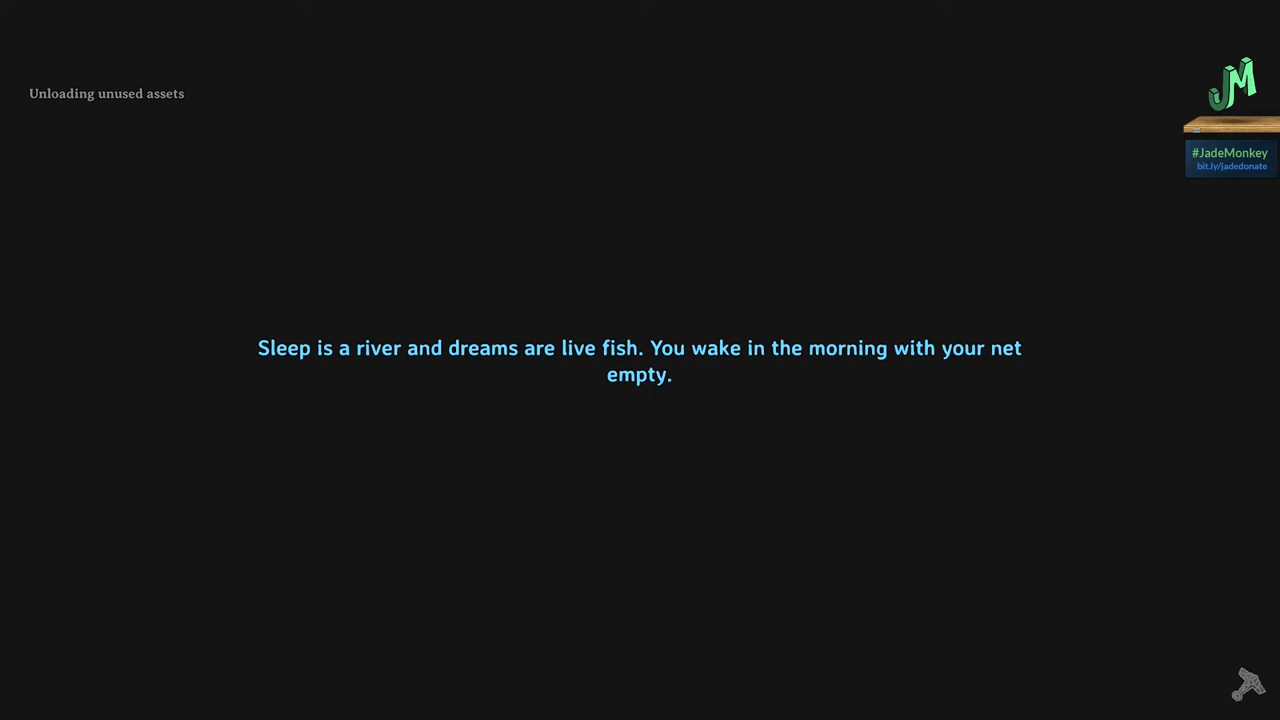 JM
Unloading unused assets
#JadeMonkey
bit.ly/jadedonate
Sleep is a river and dreams are live fish. You wake in the morning with your net
empty.